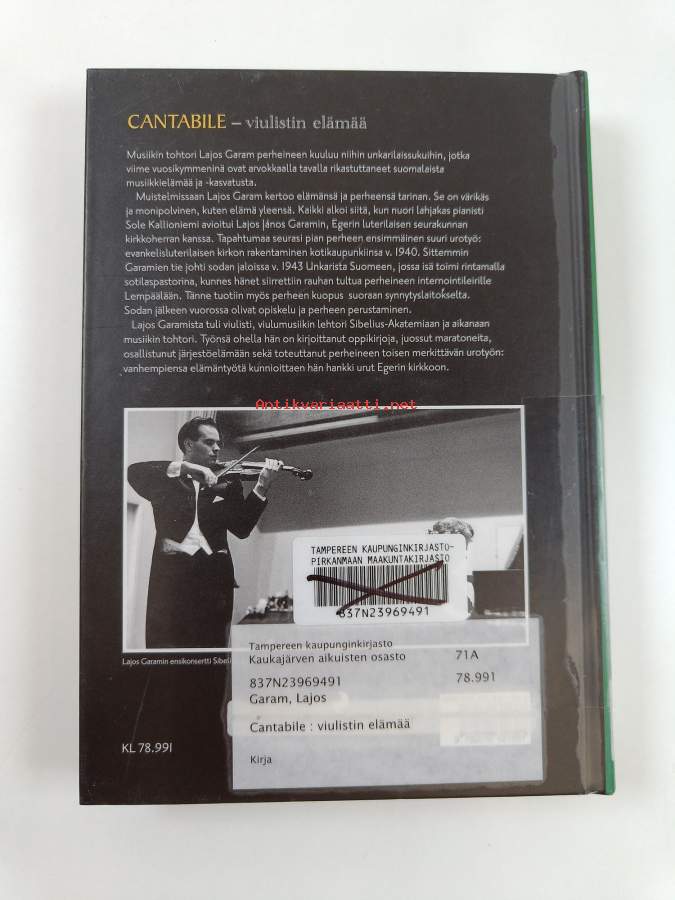 CANTABILE – viulistin elämää
Musiikin tohtori Lajos Garam perheineen kuuluu niihin unkarilaissukuihin, jotka
viime vuosikymmeninä ovat arvokkaalla tavalla rikastuttaneet suomalaista
musiikkielämää ja -kasvatusta.
Muistelmissaan Lajos Garam kertoo elämänsä ja perheensä tarinan. Se on värikäs
ja monipolvinen, kuten elämä yleensä. Kaikki alkoi siitä, kun nuori lahjakas pianisti
Sole Kallioniemi avioitui Lajos János Garamin, Egerin luterilaisen seurakunnan
kirkkoherran kanssa. Tapahtumaa seurasi pian perheen ensimmäinen suuri urotyö:
evankelisluterilaisen kirkon rakentaminen kotikaupunkiinsa v. 1940. Sittemmin
Garamien tie johti sodan jaloissa v. 1943 Unkarista Suomeen, jossa isä toimi rintamalla
sotilaspastorina, kunnes hänet siirrettiin rauhan tultua perheineen internointileirille
Lempäälään. Tänne tuotiin myös perheen kuopus suoraan synnytyslaitokselta.
Sodan jälkeen vuorossa olivat opiskelu ja perheen perustaminen.
Lajos Garamista tuli viulisti, viulumusiikin lehtori Sibelius-Akatemiaan ja aikanaan
musiikin tohtori. Työnsä ohella hän on kirjoittanut oppikirjoja, juossut maratoneita,
osallistunut järjestöelämään sekä toteuttanut perheineen toisen merkittävän urotyön:
vanhempiensa elämäntyötä kunnioittaen hän hankki urut Egerin kirkkoon.
Antikvariaatti.net
TAMPEREEN KAUPUNGINKIRJASTO-
PIRKANMAAN MAAKUNTAKIRJASTO
837N23969491
Lajos Garamin ensikonsertti
Tampereen kaupunginkirjasto
Kaukajärven aikuisten osasto 71A
837N23969491 78.991
Garam, Lajos
Cantabile : viulistin elämää
Kirja
KL 78.991